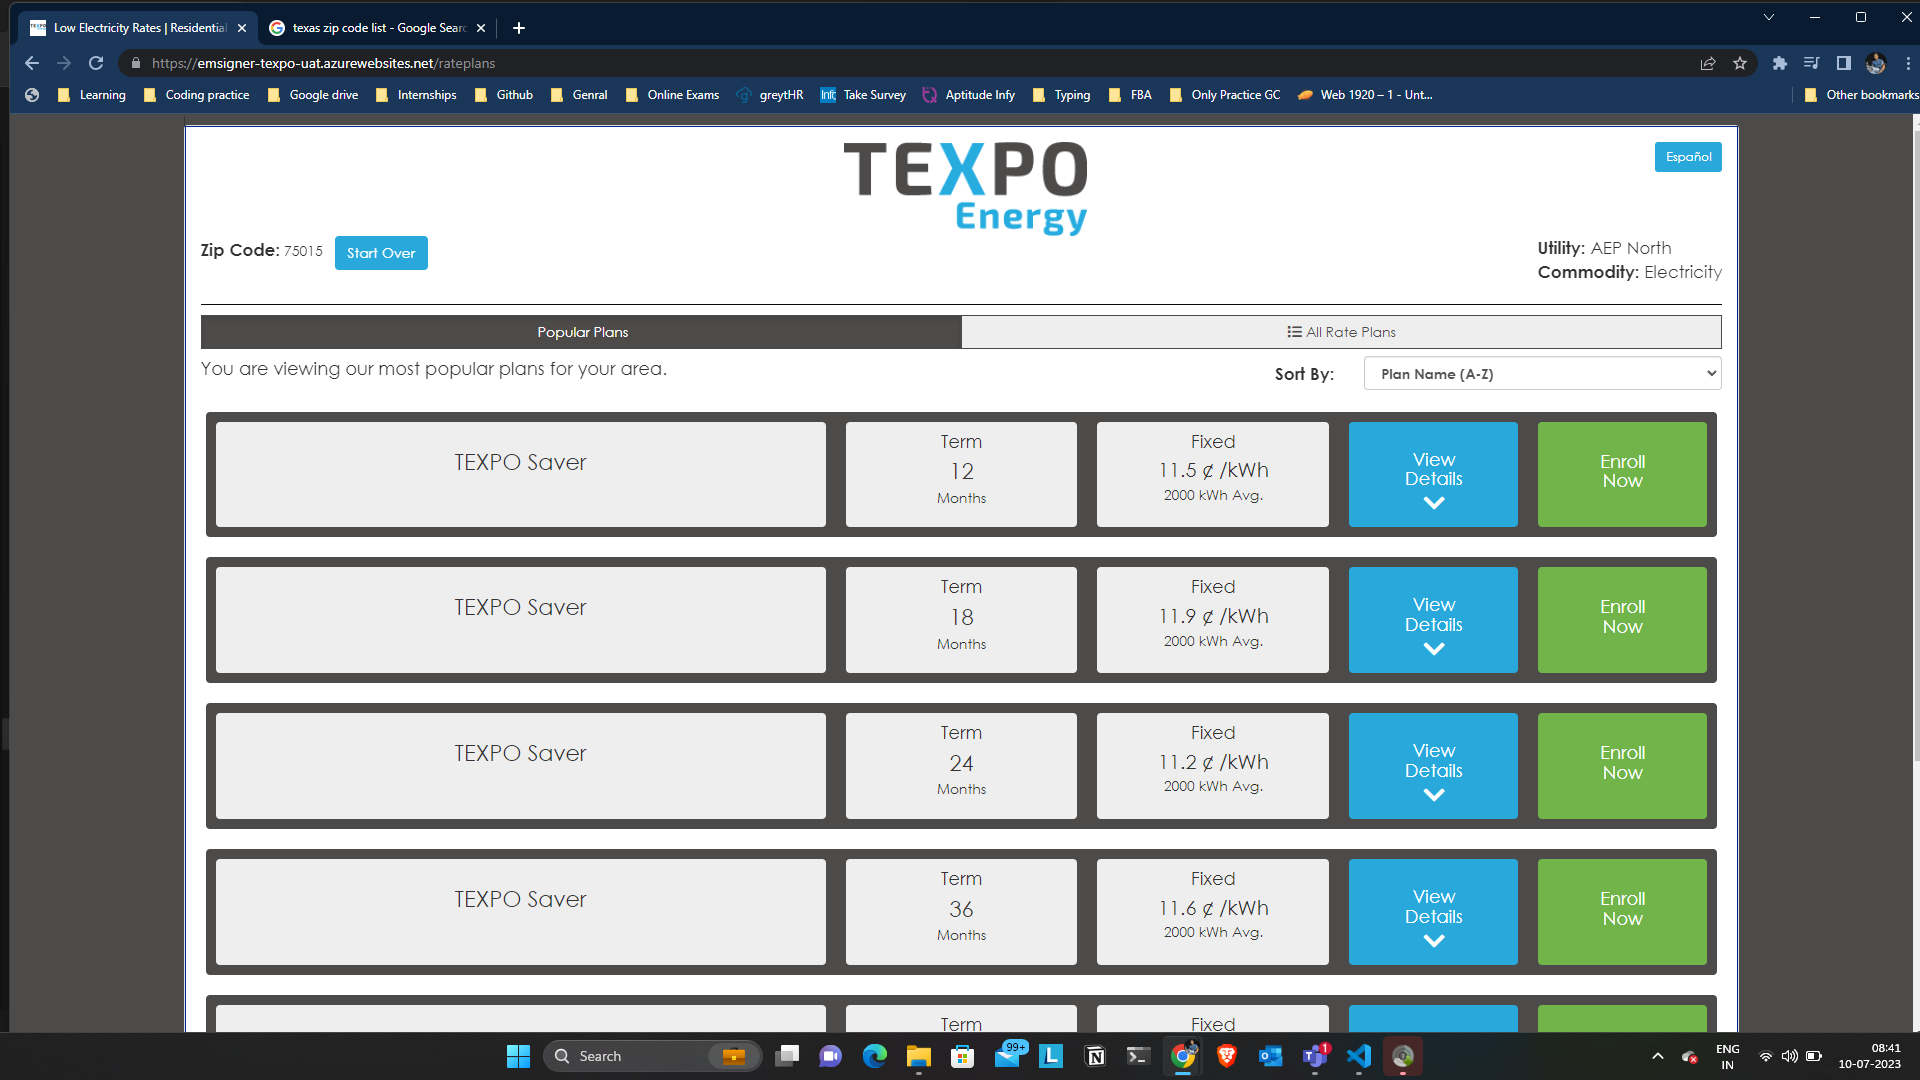 Low Electricity Rates | Residential
texas zip code list - Google Sear
https://emsigner-texpo-uat.azurewebsites.net/rateplans
Learning
Coding practice
Google drive
Internships
Github
Genral
Online Exams
greytHR
Take Survey
Aptitude Infy
Typing
FBA
Only Practice GC
Web 1920 – 1 - Unt...
Other bookmarks
TEXPO
Energy
Español
Zip Code: 75015
Start Over
Utility: AEP North
Commodity: Electricity
Popular Plans
All Rate Plans
You are viewing our most popular plans for your area.
Sort By:
Plan Name (A-Z)
TEXPO Saver
Term
12
Months
Fixed
11.5 ¢ /kWh
2000 kWh Avg.
View
Details
Enroll
Now
TEXPO Saver
Term
18
Months
Fixed
11.9 ¢ /kWh
2000 kWh Avg.
View
Details
Enroll
Now
TEXPO Saver
Term
24
Months
Fixed
11.2 ¢ /kWh
2000 kWh Avg.
View
Details
Enroll
Now
TEXPO Saver
Term
36
Months
Fixed
11.6 ¢ /kWh
2000 kWh Avg.
View
Details
Enroll
Now
Term
Fixed
Search
99+
L
1
ENG
IN
08:41
10-07-2023